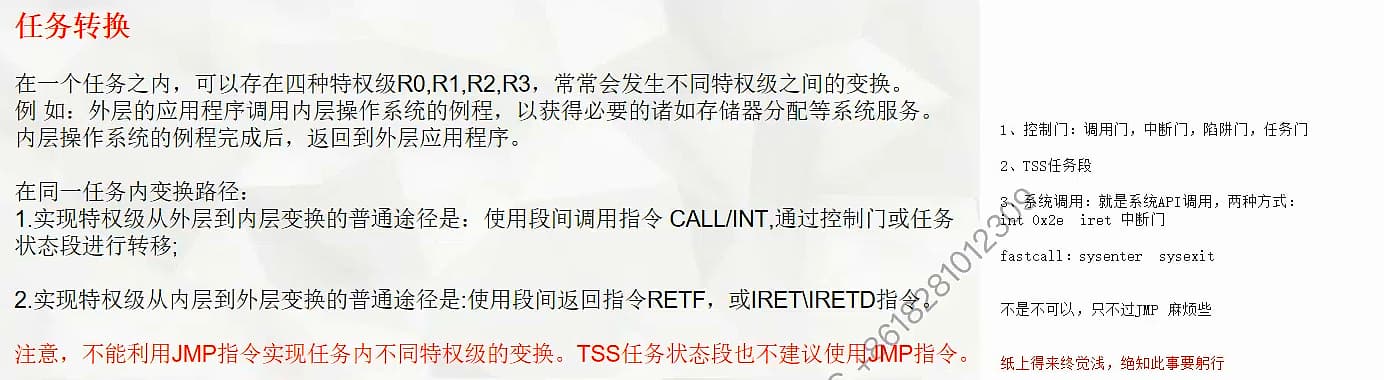 任务转换
在一个任务之内，可以存在四种特权级R0,R1,R2,R3，常常会发生不同特权级之间的变换。
例 如：外层的应用程序调用内层操作系统的例程，以获得必要的诸如存储器分配等系统服务。
内层操作系统的例程完成后，返回到外层应用程序。
在同一任务内变换路径：
1.实现特权级从外层到内层变换的普通途径是：使用段间调用指令 CALL/INT,通过控制门或任务
状态段进行转移;
2.实现特权级从内层到外层变换的普通途径是:使用段间返回指令RETF，或IRET\IRETD指令。
注意，不能利用JMP指令实现任务内不同特权级的变换。TSS任务状态段也不建议使用JMP指令。
1、控制门：调用门，中断门，陷阱门，任务门
2、TSS任务段
3、系统调用：就是系统API调用，两种方式：
int 0x2e  iret 中断门
fastcall：sysenter  sysexit
不是不可以，只不过JMP 麻烦些
纸上得来终觉浅，绝知此事要躬行
+8618281012309